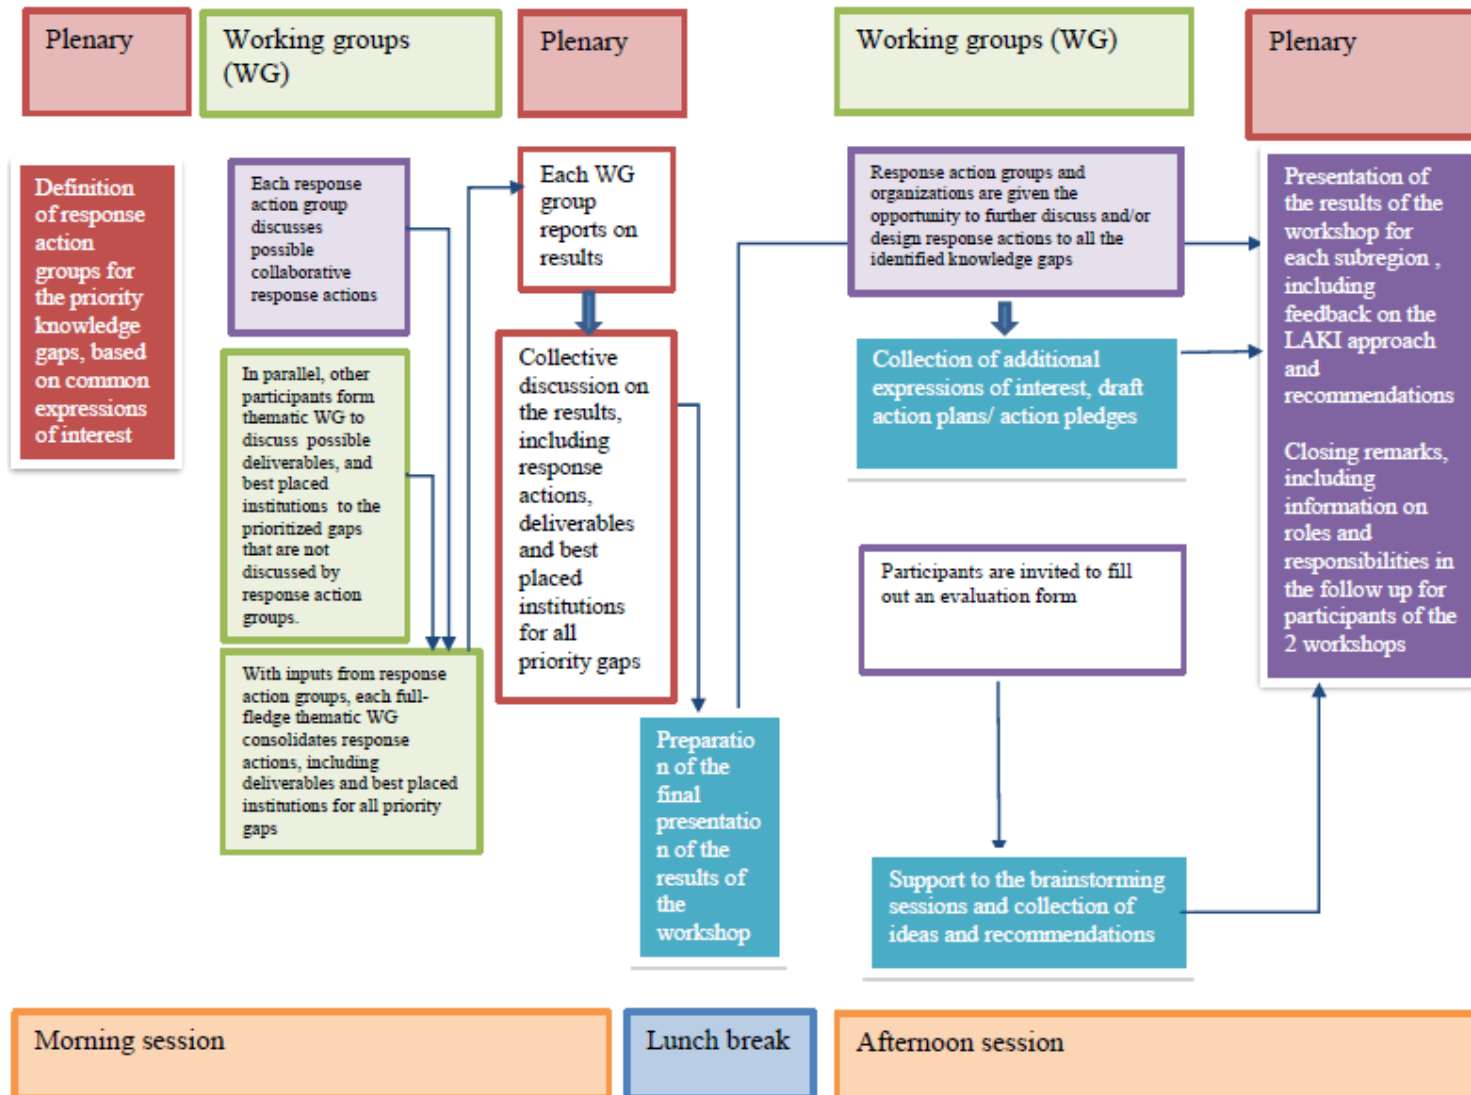 Plenary
Working groups
(WG)
Plenary
Working groups (WG)
Plenary
Definition
of response
action
groups for
the priority
knowledge
gaps, based
on common
expressions
of interest
Each response
action group
discusses
possible
collaborative
response actions
In parallel, other
participants form
thematic WG to
discuss possible
deliverables, and
best placed
institutions to the
prioritized gaps
that are not
discussed by
response action
groups.
With inputs from response
action groups, each full-
fledge thematic WG
consolidates response
actions, including
deliverables and best placed
institutions for all priority
gaps
Each WG
group
reports on
results
Collective
discussion on
the results,
including
response
actions,
deliverables
and best
placed
institutions
for all
priority gaps
Preparatio
n of the
final
presentatio
n of the
results of
the
workshop
Response action groups and
organizations are given the
opportunity to further discuss and/or
design response actions to all the
identified knowledge gaps
Collection of additional
expressions of interest, draft
action plans/ action pledges
Participants are invited to fill
out an evaluation form
Support to the brainstorming
sessions and collection of
ideas and recommendations
Presentation of
the results of the
workshop for
each subregion ,
including
feedback on the
LAKI approach
and
recommendations
Closing remarks,
including
information on
roles and
responsibilities in
the follow up for
participants of the
2 workshops
Morning session
Lunch break
Afternoon session